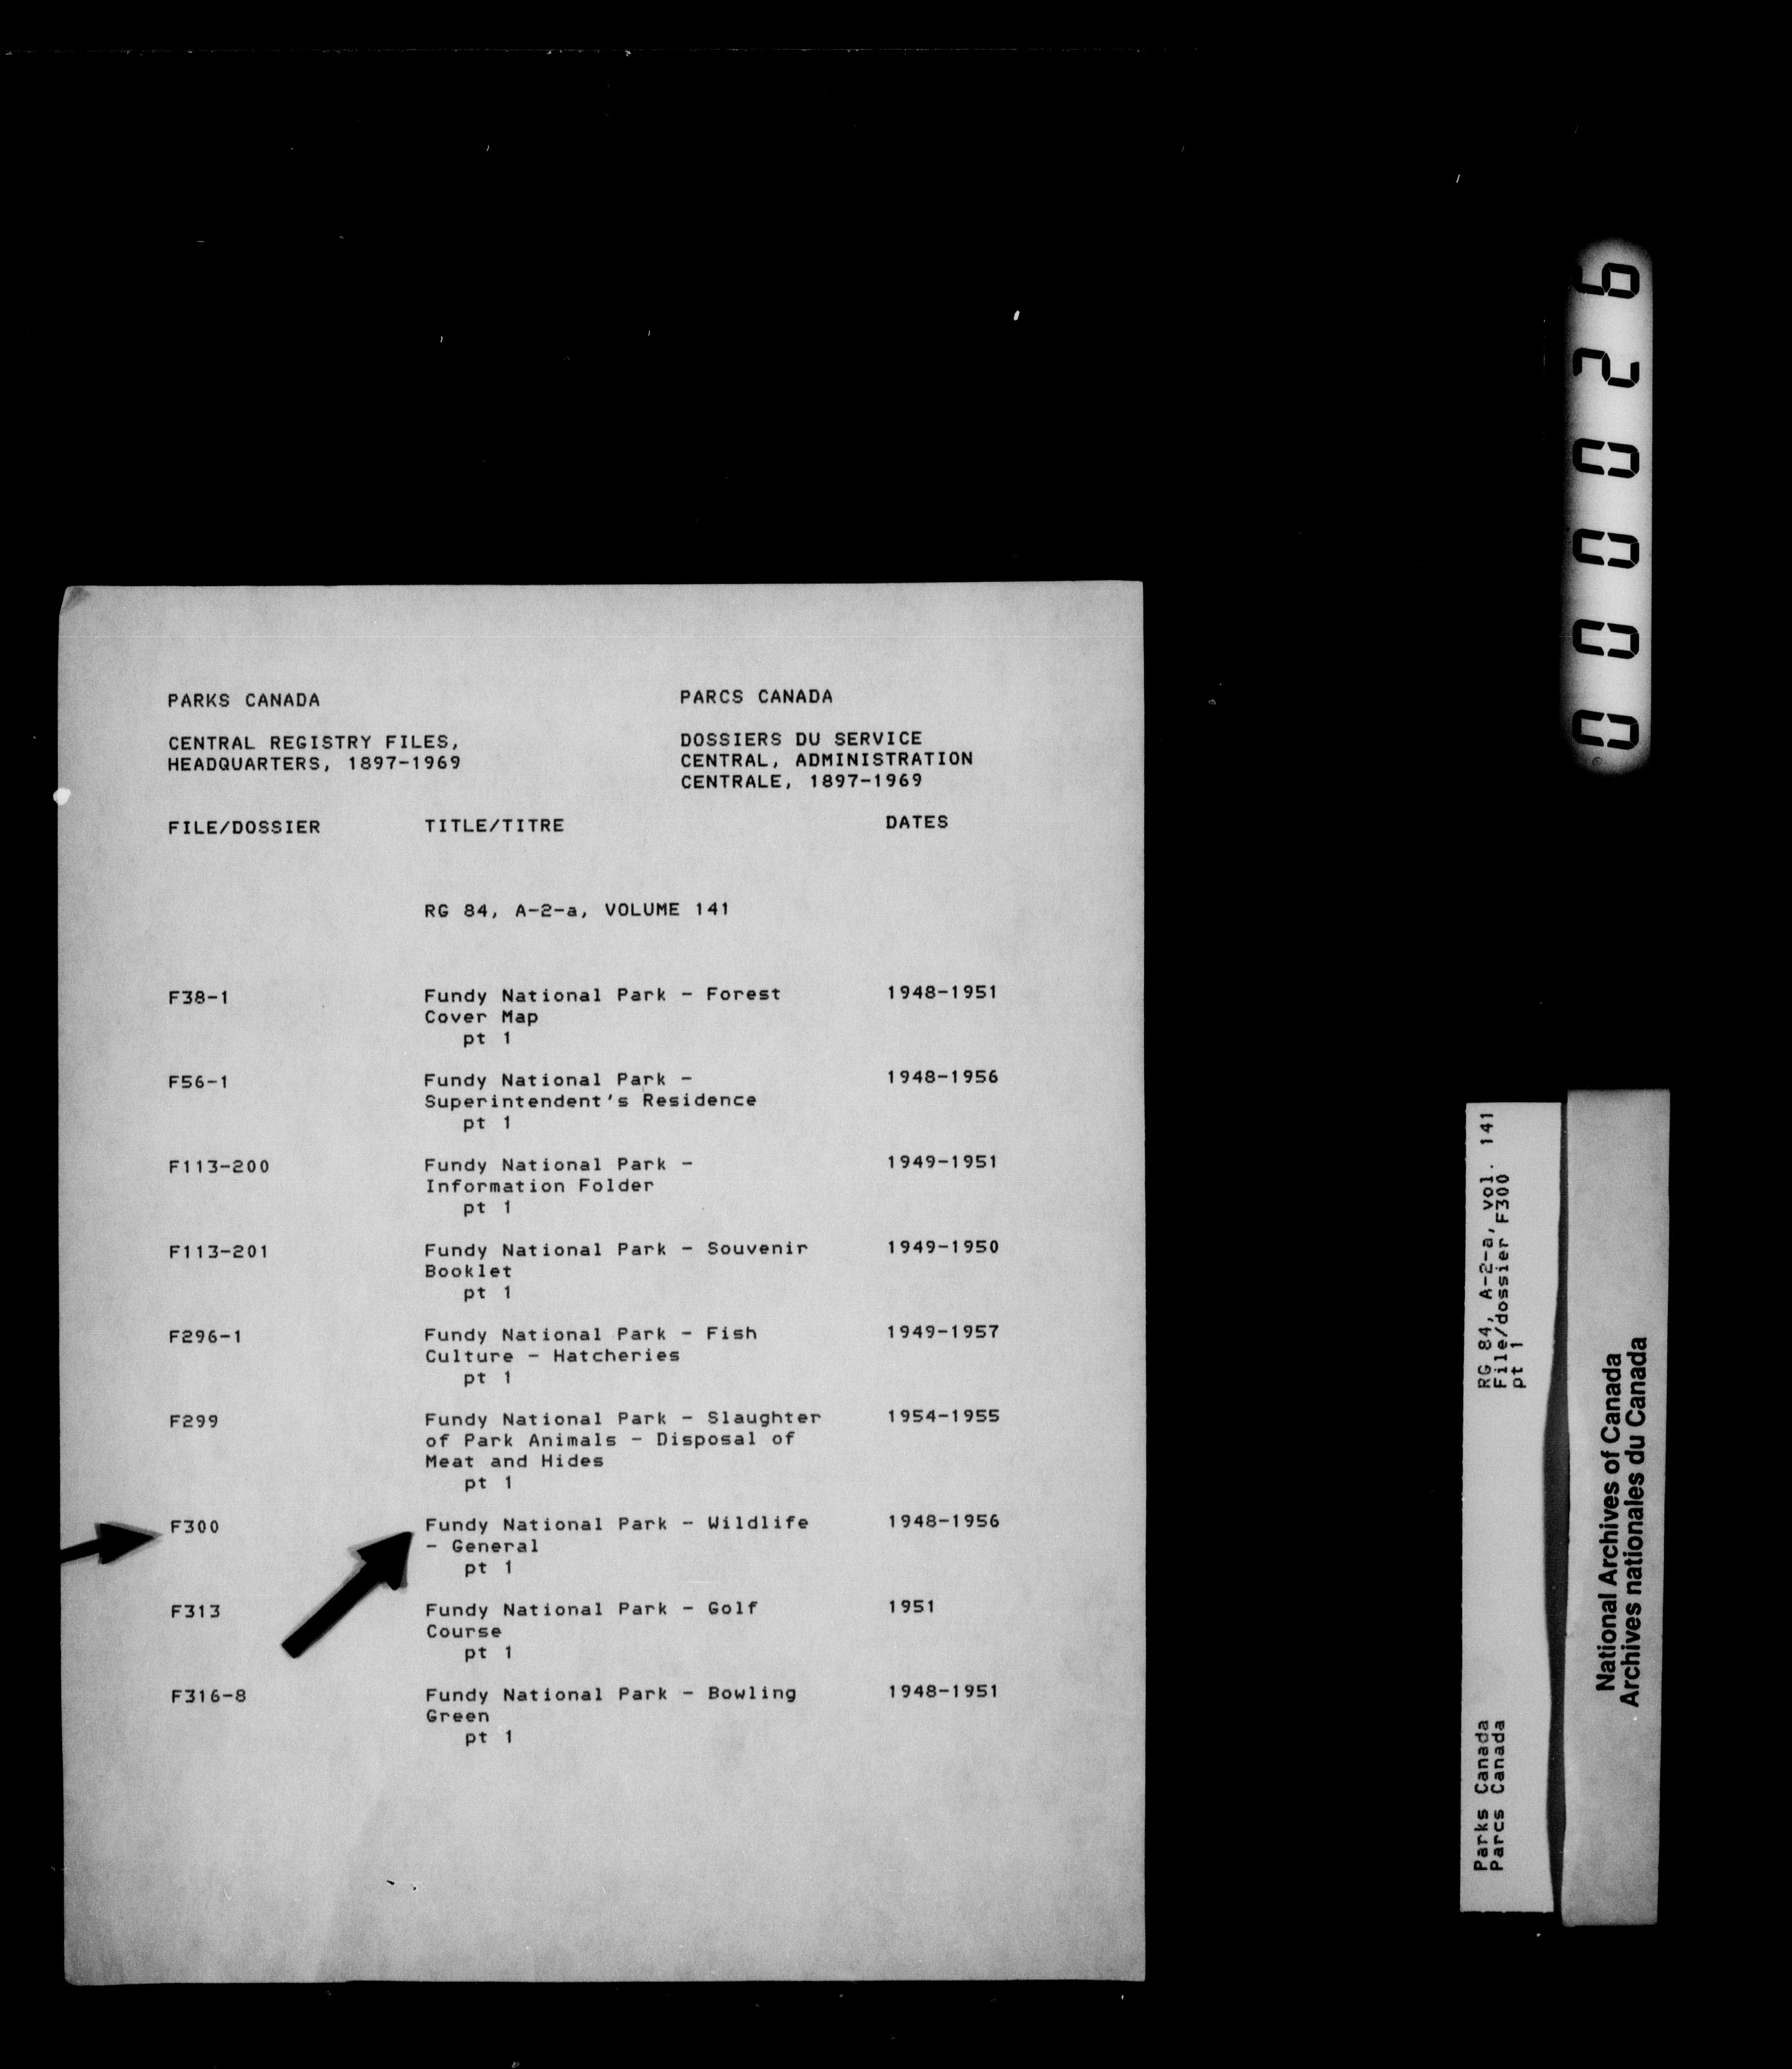 PARKS CANADA
CENTRAL REGISTRY FILES,
HEADQUARTERS, 1897-1969
PARCS CANADA
DOSSIERS DU SERVICE
CENTRAL, ADMINISTRATION
CENTRALE, 1897-1969
FILE/DOSSIER TITLE/TITRE DATES
RG 84, A-2-a, VOLUME 141
F38-1 Fundy National Park - Forest 1948-1951
Cover Map
pt 1
F56-1 Fundy National Park - 1948-1956
Superintendent's Residence
pt 1
F113-200 Fundy National Park - 1949-1951
Information Folder
pt 1
F113-201 Fundy National Park - Souvenir 1949-1950
Booklet
pt 1
F296-1 Fundy National Park - Fish 1949-1957
Culture - Hatcheries
pt 1
F299 Fundy National Park - Slaughter 1954-1955
of Park Animals - Disposal of
Meat and Hides
pt 1
F300 Fundy National Park - Wildlife 1948-1956
- General
pt 1
F313 Fundy National Park - Golf 1951
Course
pt 1
F316-8 Fundy National Park - Bowling 1948-1951
Green
pt 1
000026
Parks Canada
Parcs Canada
RG 84, A-2-a, vol. 141
File/dossier F300
pt 1
National Archives of Canada
Archives nationales du Canada